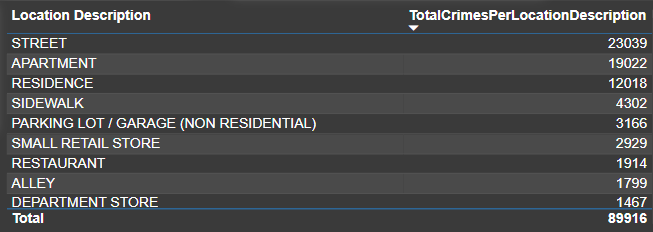 Location Description TotalCrimesPerLocationDescription
STREET 23039
APARTMENT 19022
RESIDENCE 12018
SIDEWALK 4302
PARKING LOT / GARAGE (NON RESIDENTIAL) 3166
SMALL RETAIL STORE 2929
RESTAURANT 1914
ALLEY 1799
DEPARTMENT STORE 1467
Total 89916